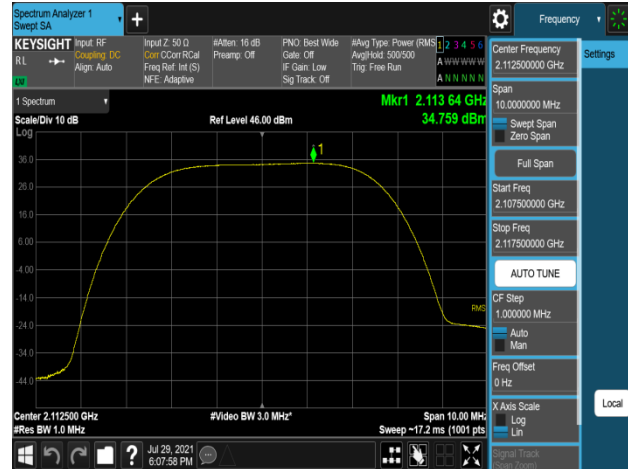 Spectrum Analyzer 1
Swept SA
Frequency
KEYSIGHT
RL
Input: RF
Coupling: DC
Align: Auto
Input Z: 50 Ω
Corr CCorr RCal
Freq Ref: Int (S)
NFE: Adaptive
#Atten: 16 dB
Preamp: Off
PNO: Best Wide
Gate: Off
IF Gain: Low
Sig Track: Off
#Avg Type: Power (RMS
Avg|Hold: 500/500
Trig: Free Run
1 2 3 4 5 6
A W W W W W
A N N N N N
1 Spectrum
Scale/Div 10 dB
Log
Ref Level 46.00 dBm
Mkr1 2.113 64 GHz
34.759 dBm
1
36.0
26.0
16.0
6.00
-4.00
-14.0
-24.0
-34.0
-44.0
RMS
Center 2.112500 GHz
#Res BW 1.0 MHz
#Video BW 3.0 MHz*
Span 10.00 MHz
Sweep ~17.2 ms (1001 pts
Jul 29, 2021
6:07:58 PM
Center Frequency
2.112500000 GHz
Span
10.0000000 MHz
Swept Span
Zero Span
Full Span
Start Freq
2.107500000 GHz
Stop Freq
2.117500000 GHz
AUTO TUNE
CF Step
1.000000 MHz
Auto
Man
Freq Offset
0 Hz
X Axis Scale
Log
Lin
Signal Track
(Span Zoom)
Settings
Local